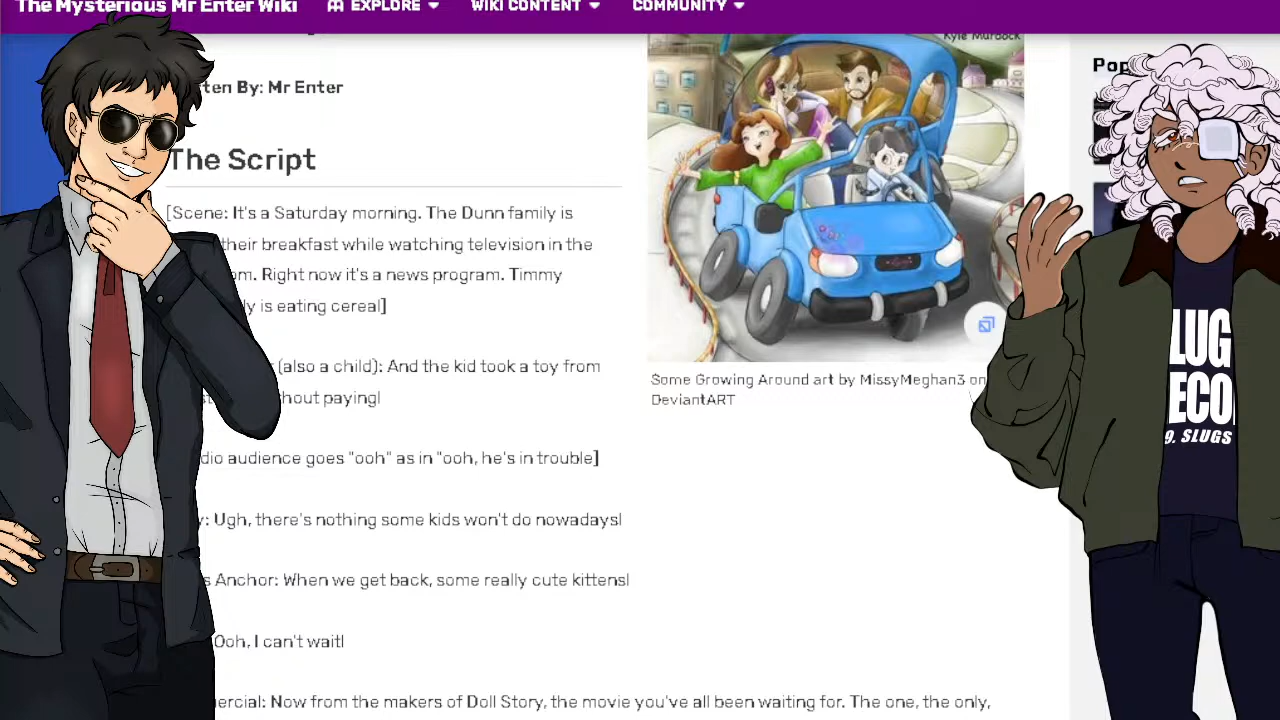 The Mysterious Mr Enter Wiki EXPLORE WIKI CONTENT COMMUNITY
Kyle Murdock
Pop
ten By: Mr Enter
The Script
[Scene: It's a Saturday morning. The Dunn family is
their breakfast while watching television in the
om. Right now it's a news program. Timmy
ly is eating cereal]
(also a child): And the kid took a toy from
hout paying!
Some Growing Around art by MissyMeghan3 on
DeviantART
dio audience goes "ooh" as in "ooh, he's in trouble]
y: Ugh, there's nothing some kids won't do nowadays!
s Anchor: When we get back, some really cute kittens!
Ooh, I can't wait!
ercial: Now from the makers of Doll Story, the movie you've all been waiting for. The one, the only,
LUG
ECO
9. SLUGS